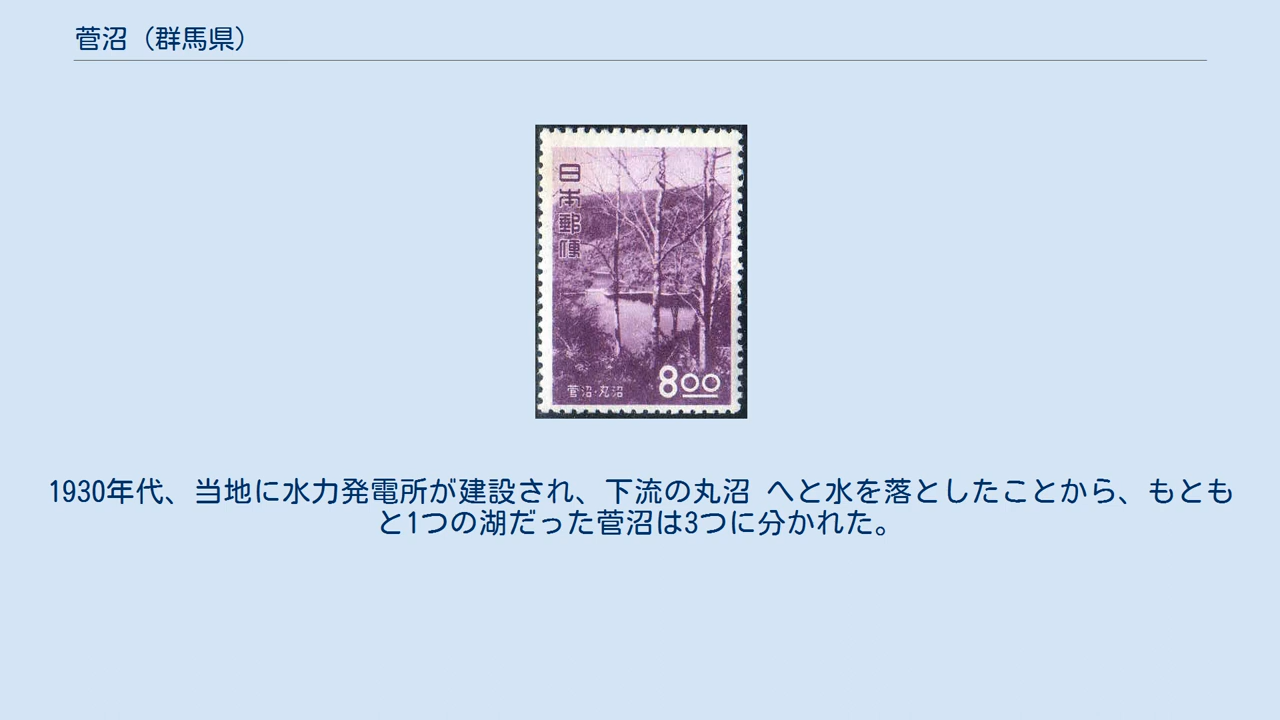 菅沼（群馬県）
日本郵便
菅沼・丸沼
800
1930年代、当地に水力発電所が建設され、下流の丸沼 へと水を落としたことから、もともと
と1つの湖だった菅沼は3つに分かれた。